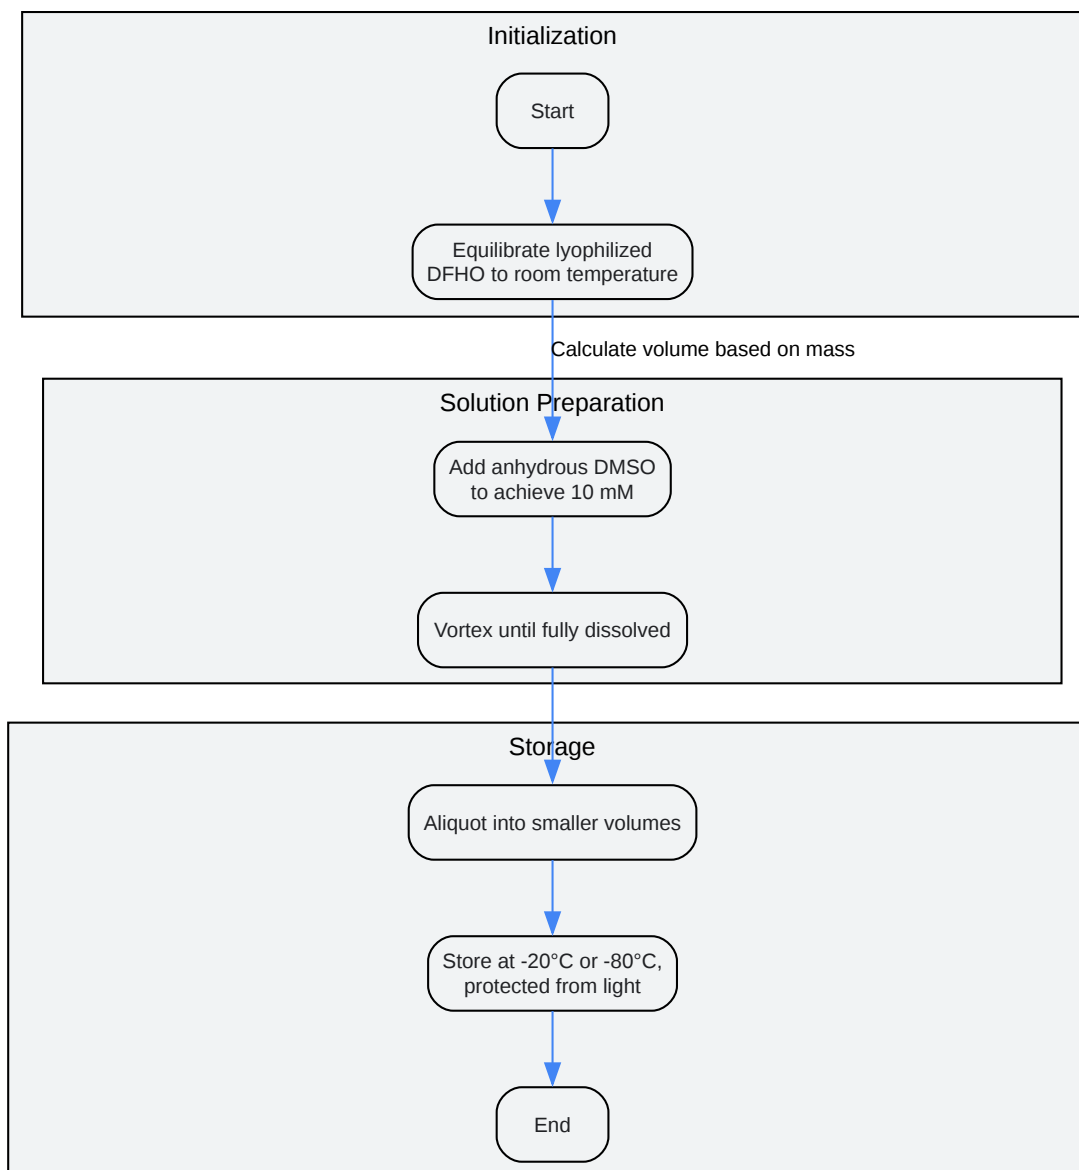 Initialization
Start
Equilibrate lyophilized
DFHO to room temperature
Calculate volume based on mass
Solution Preparation
Add anhydrous DMSO
to achieve 10 mM
Vortex until fully dissolved
Storage
Aliquot into smaller volumes
Store at -20°C or -80°C,
protected from light
End